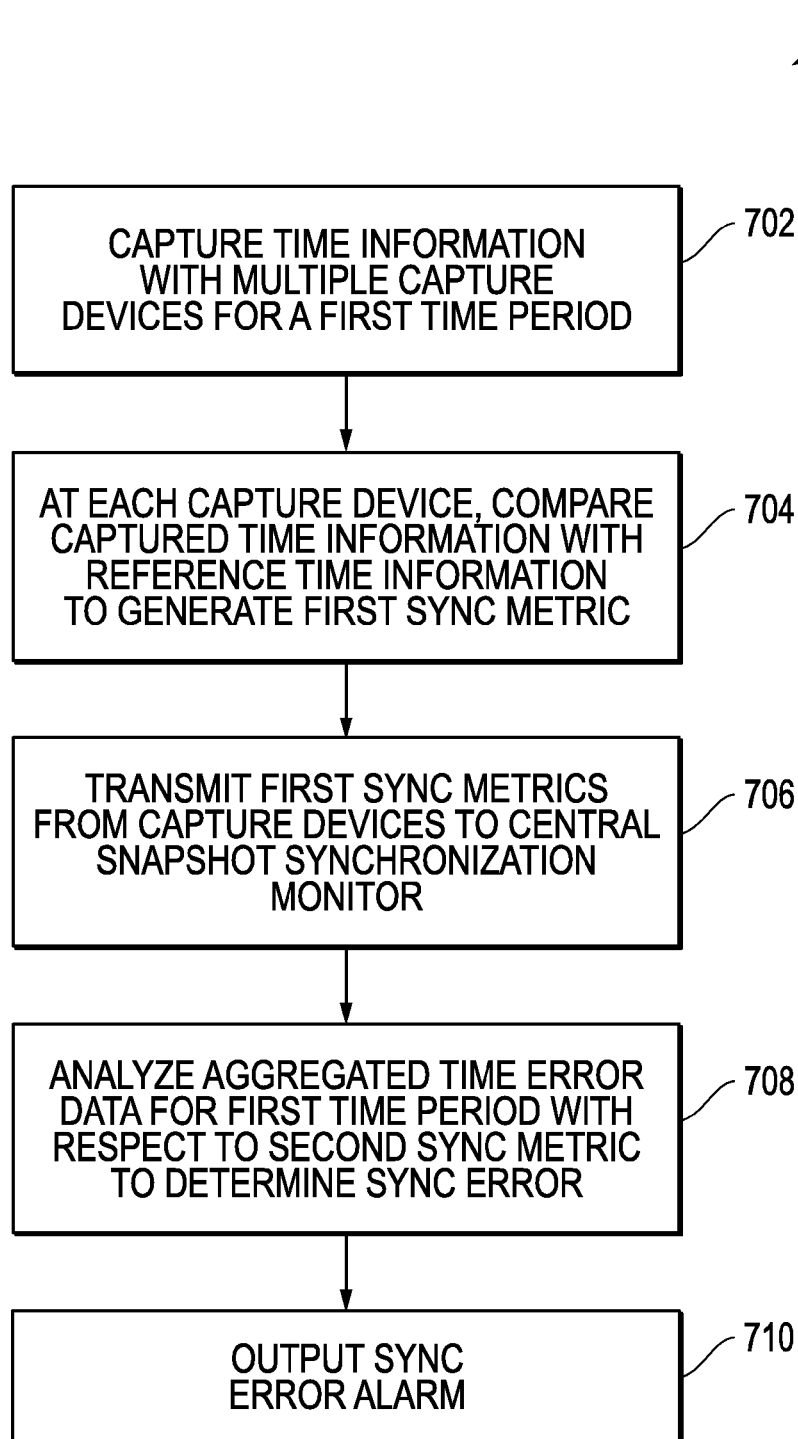 CAPTURE TIME INFORMATION
WITH MULTIPLE CAPTURE
DEVICES FOR A FIRST TIME PERIOD
702
AT EACH CAPTURE DEVICE, COMPARE
CAPTURED TIME INFORMATION WITH
REFERENCE TIME INFORMATION
TO GENERATE FIRST SYNC METRIC
704
TRANSMIT FIRST SYNC METRICS
FROM CAPTURE DEVICES TO CENTRAL
SNAPSHOT SYNCHRONIZATION
MONITOR
706
ANALYZE AGGREGATED TIME ERROR
DATA FOR FIRST TIME PERIOD WITH
RESPECT TO SECOND SYNC METRIC
TO DETERMINE SYNC ERROR
708
OUTPUT SYNC
ERROR ALARM
710